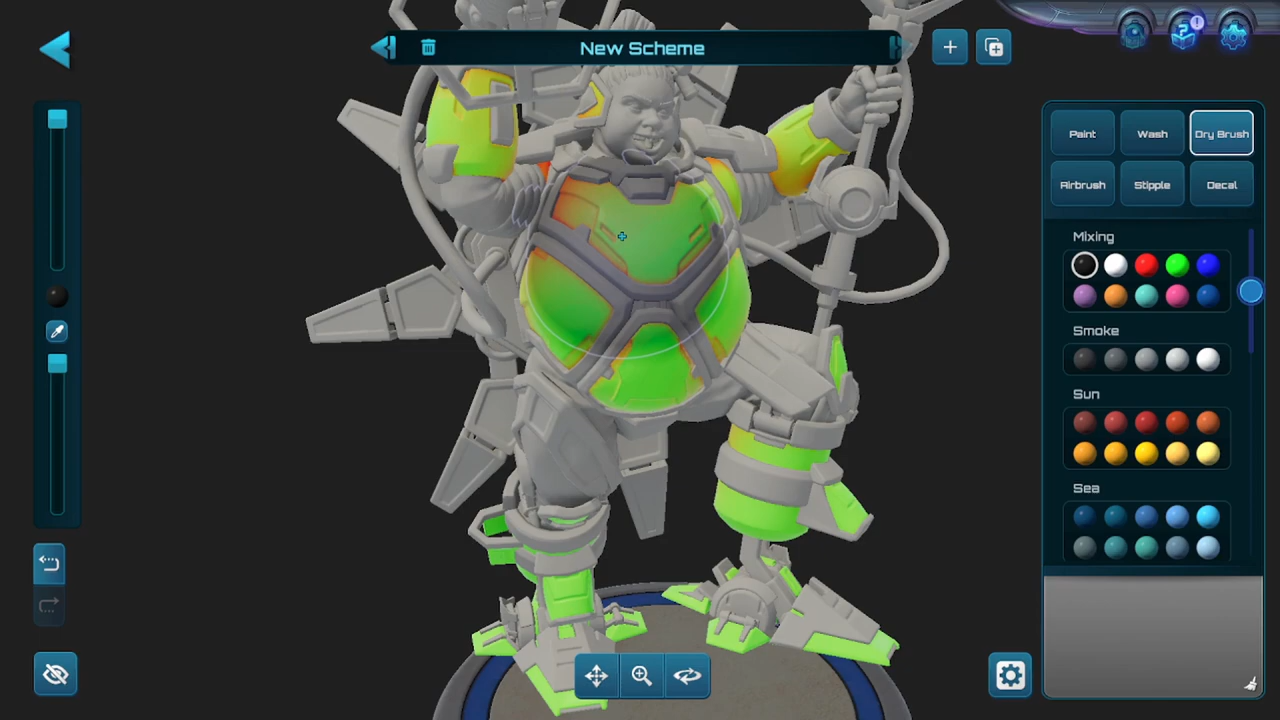 New Scheme
Paint
Wash
Dry Brush
Airbrush
Stipple
Decal
Mixing
Smoke
Sun
Sea